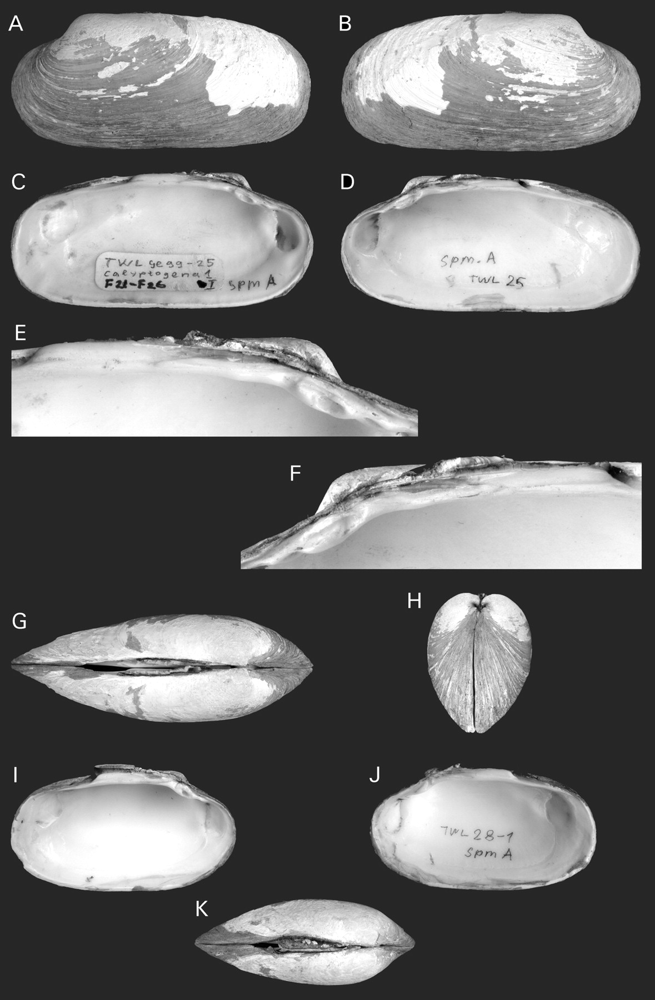 A
B
C
TWL gegg-25
calyptogena 1
F21-F26 I spm A
D
spm. A
TWL 25
E
F
G
H
I
J
TWL 28-1
spm A
K